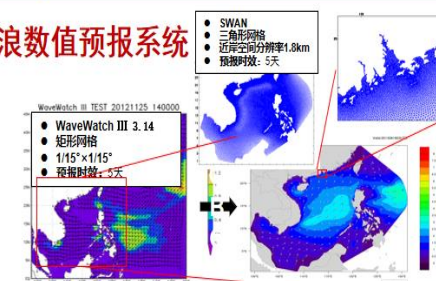 浪数值预报系统
SWAN
三角形网格
近岸空间分辨率1.8km
预报时效：5天
WaveWatch III TEST 20121125 140000
WaveWatch Ⅲ 3.14
矩形网格
1/15°×1/15°
预报时效：5天